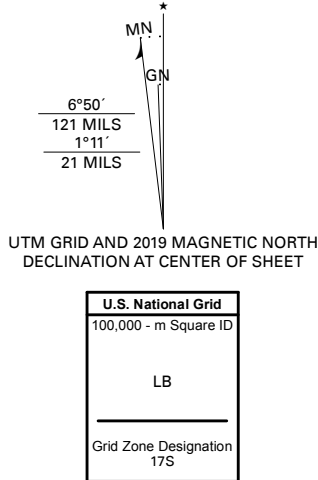 MN
GN
6°50´
121 MILS
1°11´
21 MILS
UTM GRID AND 2019 MAGNETIC NORTH
DECLINATION AT CENTER OF SHEET
U.S. National Grid
100,000 - m Square ID
LB
Grid Zone Designation
17S